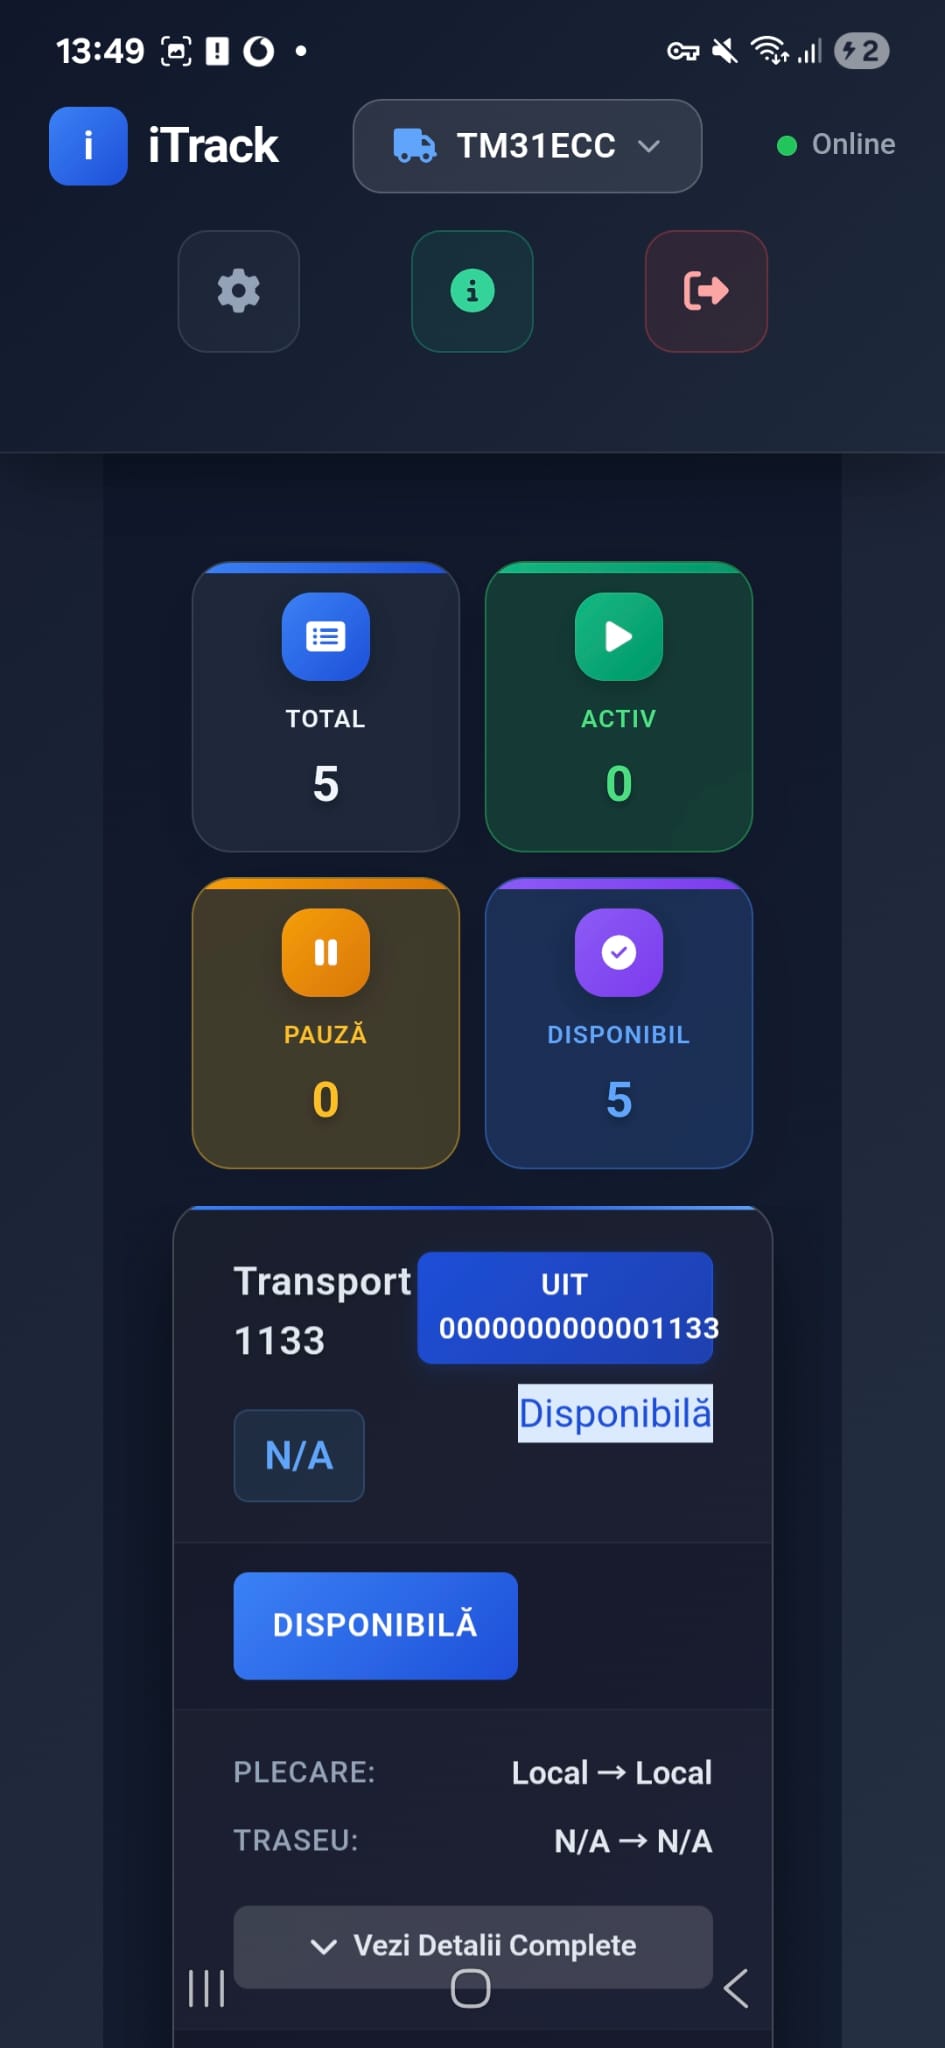 13:49
2
i
iTrack
TM31ECC
Online
TOTAL
5
ACTIV
0
PAUZĂ
0
DISPONIBIL
5
Transport
1133
UIT
0000000000001133
Disponibilă
N/A
DISPONIBILĂ
PLECARE: Local → Local
TRASEU: N/A → N/A
Vezi Detalii Complete